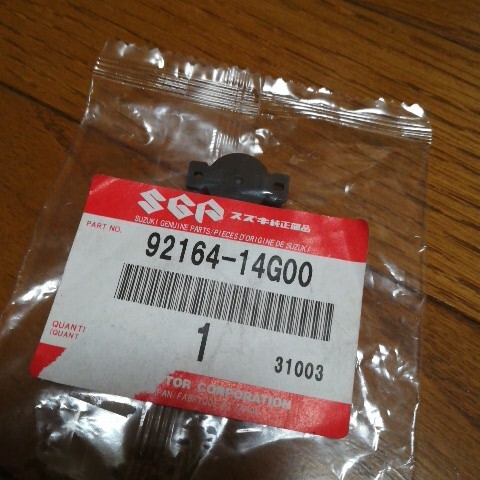 SGP スズキ純正部品
SUZUKI GENUINE PARTS/PIECES D'ORIGINE DE SUZUKI
PART NO.
92164-14G00
QUANTI
(QUANT
1
31003
TOR CORPORATION